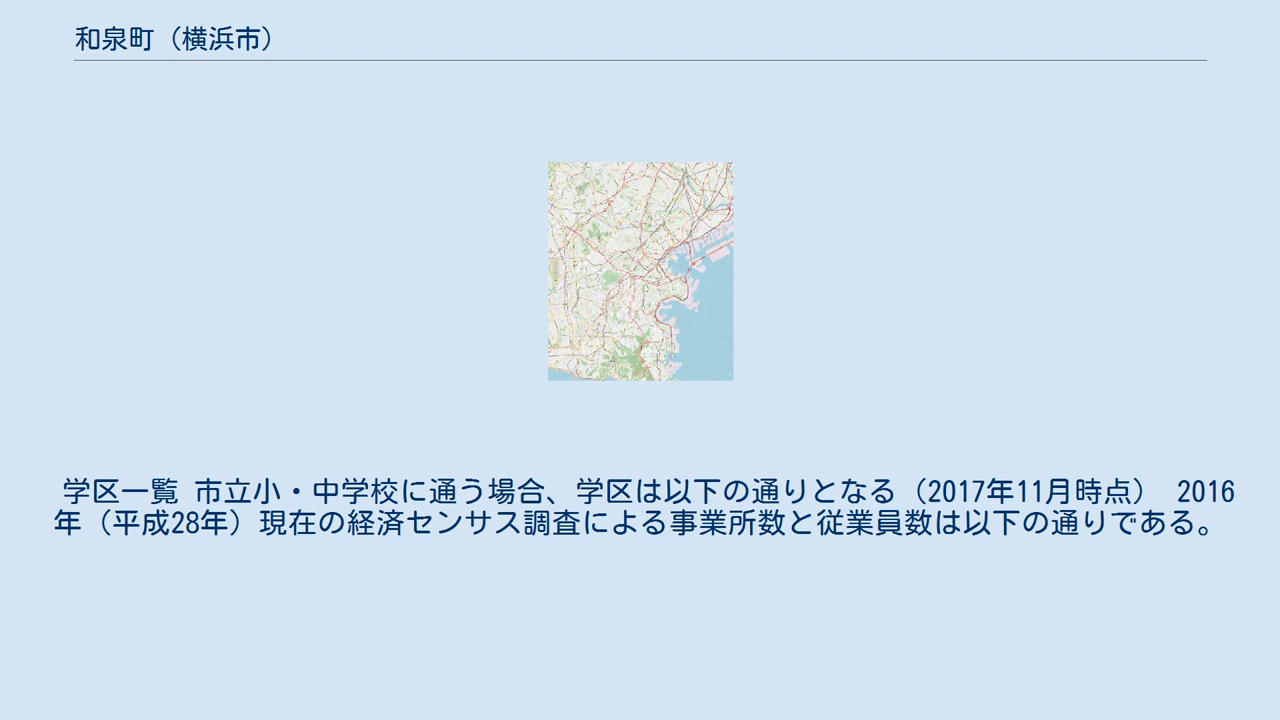 和泉町（横浜市）
学区一覧 市立小・中学校に通う場合、学区は以下の通りとなる（2017年11月時点） 2016
年（平成28年）現在の経済センサス調査による事業所数と従業員数は以下の通りである。